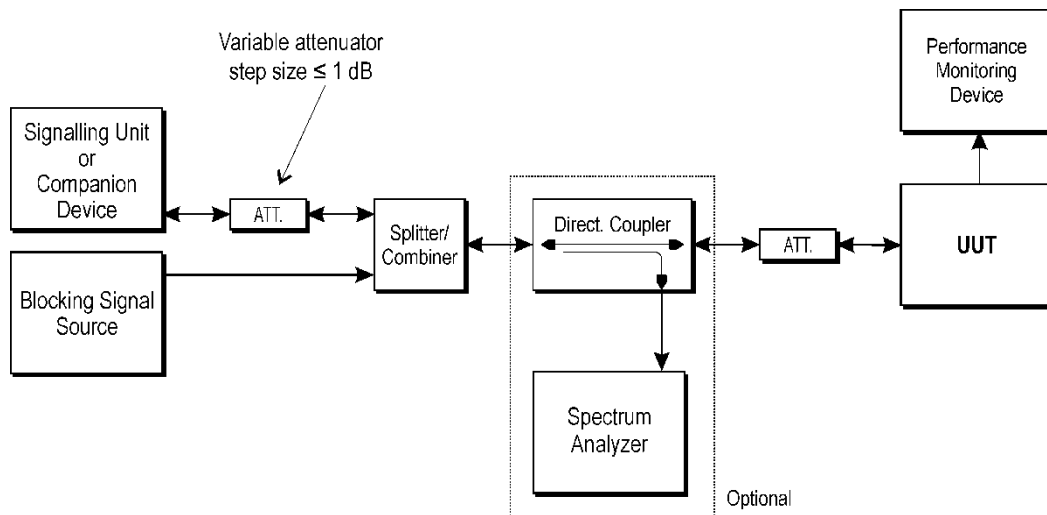 Variable attenuator
step size ≤ 1 dB
Performance
Monitoring
Device
Signalling Unit
or
Companion
Device
ATT.
Splitter/
Combiner
Direct. Coupler
ATT.
UUT
Blocking Signal
Source
Spectrum
Analyzer
Optional